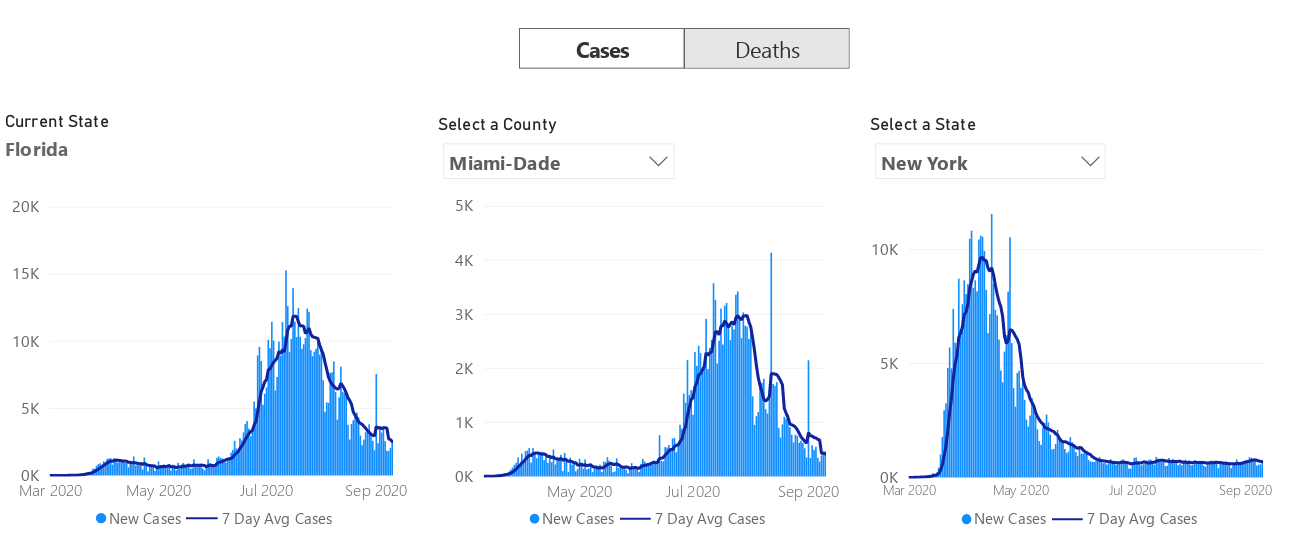 Cases Deaths
Current State
Florida
20K
15K
10K
5K
0K
Mar 2020 May 2020 Jul 2020 Sep 2020
New Cases 7 Day Avg Cases
Select a County
Miami-Dade
5K
4K
3K
2K
1K
0K
May 2020 Jul 2020 Sep 2020
New Cases 7 Day Avg Cases
Select a State
New York
10K
5K
0K
Mar 2020 May 2020 Jul 2020 Sep 2020
New Cases 7 Day Avg Cases